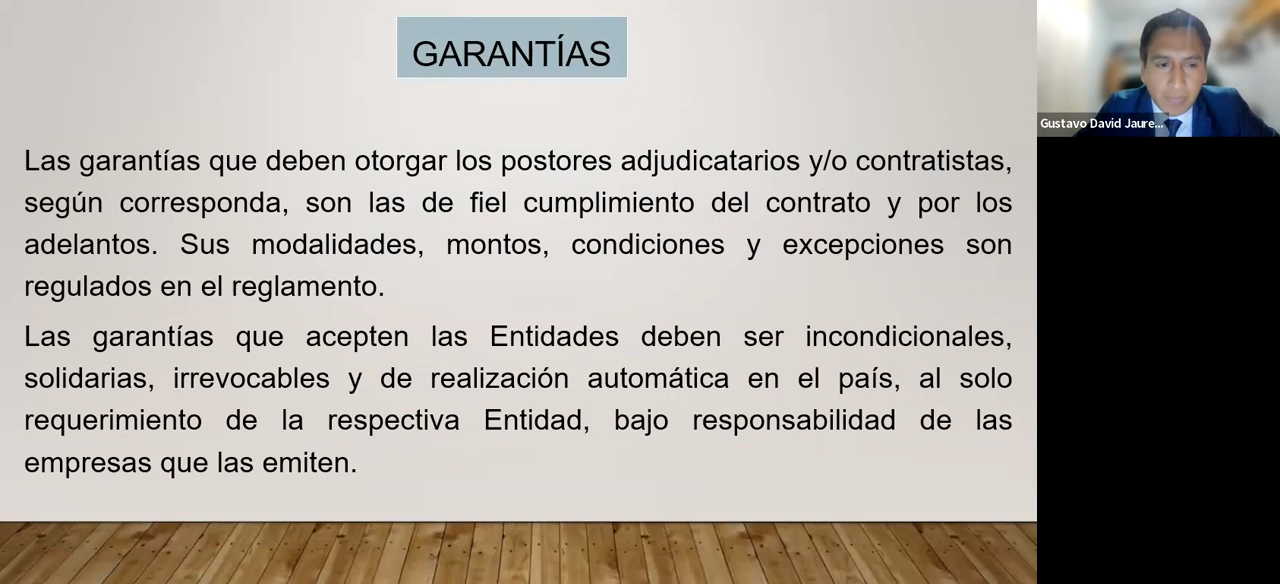 GARANTÍAS
Gustavo David Jaure...
Las garantías que deben otorgar los postores adjudicatarios y/o contratistas,
según corresponda, son las de fiel cumplimiento del contrato y por los
adelantos. Sus modalidades, montos, condiciones y excepciones son
regulados en el reglamento.
Las garantías que acepten las Entidades deben ser incondicionales,
solidarias, irrevocables y de realización automática en el país, al solo
requerimiento de la respectiva Entidad, bajo responsabilidad de las
empresas que las emiten.